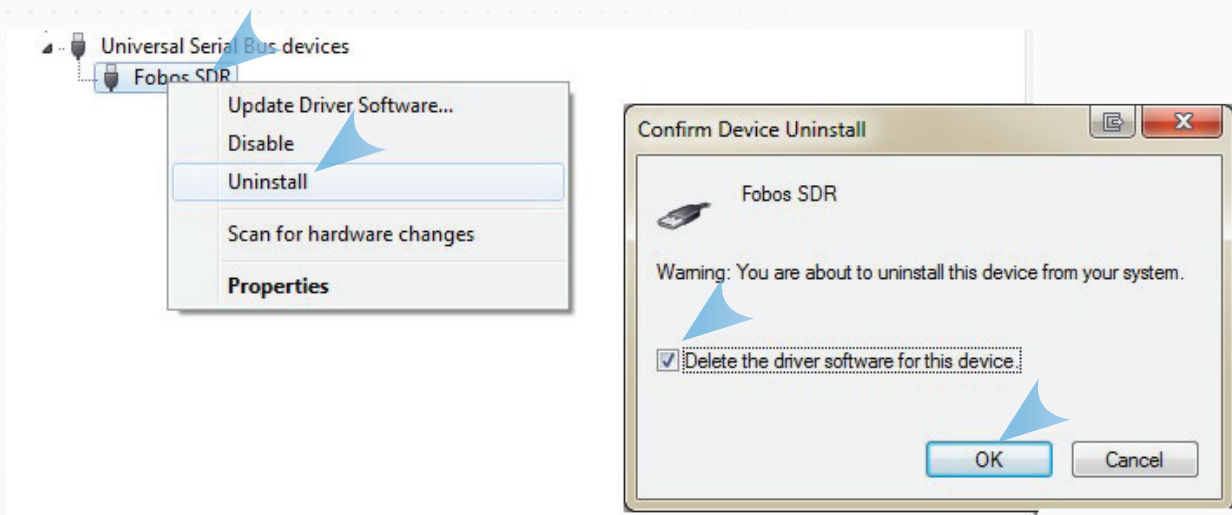 Universal Serial Bus devices
Fobos SDR
Update Driver Software...
Disable
Uninstall
Scan for hardware changes
Properties
Confirm Device Uninstall
Fobos SDR
Warning: You are about to uninstall this device from your system.
Delete the driver software for this device.
OK
Cancel